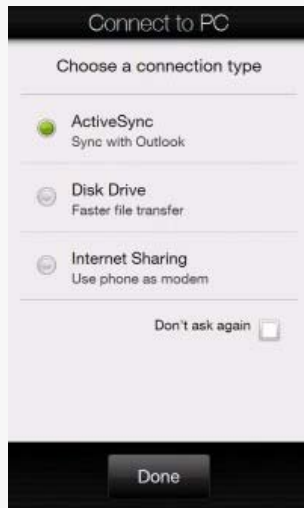 Connect to PC
Choose a connection type
ActiveSync
Sync with Outlook
Disk Drive
Faster file transfer
Internet Sharing
Use phone as modem
Don't ask again
Done